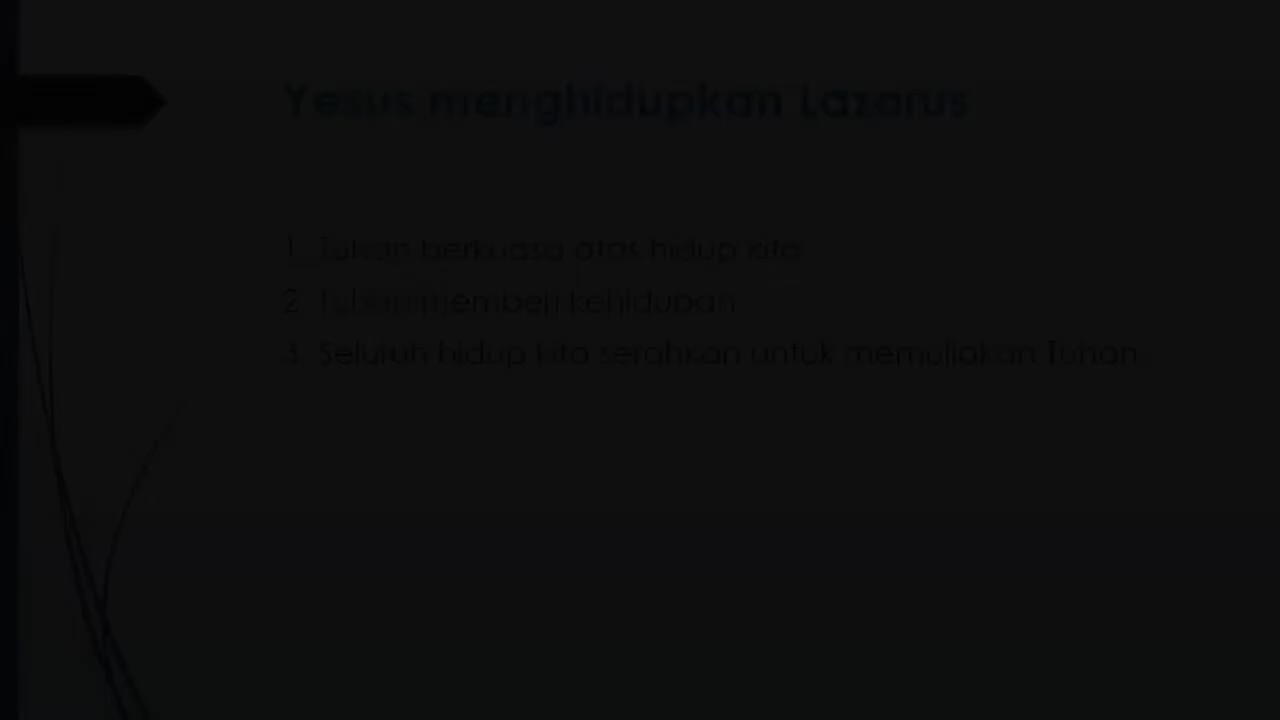 Yesus menghidupkan Lazarus
1. Tuhan berkuasa atas hidup kita
2. Tuhan memberi kehidupan
3. Seluruh hidup kita serahkan untuk memuliakan Tuhan.